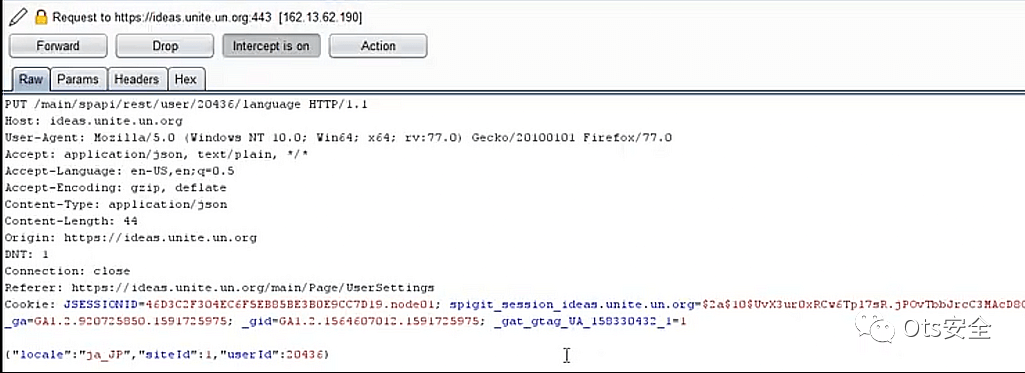 Request to https://ideas.unite.un.org:443 [162.13.62.190]
Forward Drop Intercept is on Action
Raw Params Headers Hex
PUT /main/spapi/rest/user/20436/language HTTP/1.1
Host: ideas.unite.un.org
User-Agent: Mozilla/5.0 (Windows NT 10.0; Win64; x64; rv:77.0) Gecko/20100101 Firefox/77.0
Accept: application/json, text/plain, */*
Accept-Language: en-US,en;q=0.5
Accept-Encoding: gzip, deflate
Content-Type: application/json
Content-Length: 44
Origin: https://ideas.unite.un.org
DNT: 1
Connection: close
Referer: https://ideas.unite.un.org/main/Page/UserSettings
Cookie: JSESSIONID=46D3C2F304EC6F5EB85BE3B0E9CC7D19.node01; spigit_session_ideas.unite.un.org=$2a$10$UvX3ur0xRCw6Tp17sR.jPOvTbbJrcC3MAcD80
_ga=GA1.2.920725850.1591725975; _gid=GA1.2.1564607012.1591725975; _gat_gtag_UA_158330432_1=1
{"locale":"ja_JP","siteId":1,"userId":20436}
Ots安全